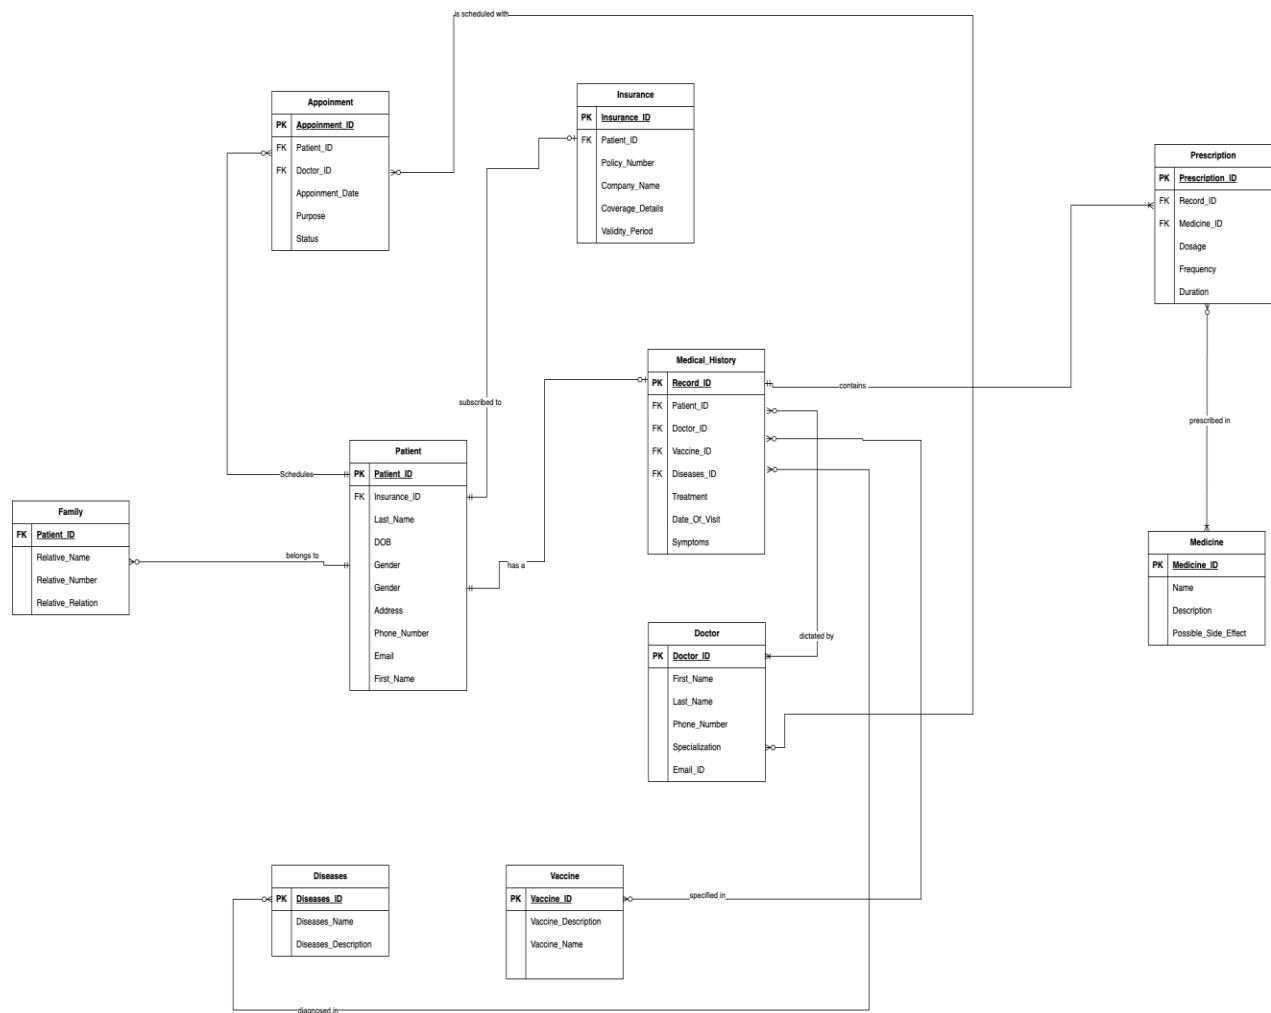 is scheduled with
Appoinment
PK Appoinment_ID
FK Patient_ID
FK Doctor_ID
Appoinment_Date
Purpose
Status
Insurance
PK Insurance_ID
FK Patient_ID
Policy_Number
Company_Name
Coverage_Details
Validity_Period
Prescription
PK Prescription_ID
FK Record_ID
FK Medicine_ID
Dosage
Frequency
Duration
Medical_History
PK Record_ID
FK Patient_ID
FK Doctor_ID
FK Vaccine_ID
FK Diseases_ID
Treatment
Date_Of_Visit
Symptoms
contains
subscribed to
prescribed in
Patient
PK Patient_ID
FK Insurance_ID
Last_Name
DOB
Gender
Gender
Address
Phone_Number
Email
First_Name
Schedules
Family
FK Patient_ID
Relative_Name
Relative_Number
Relative_Relation
belongs to
has a
Medicine
PK Medicine_ID
Name
Description
Possible_Side_Effect
Doctor
PK Doctor_ID
First_Name
Last_Name
Phone_Number
Specialization
Email_ID
dictated by
Diseases
PK Diseases_ID
Diseases_Name
Diseases_Description
Vaccine
PK Vaccine_ID
Vaccine_Description
Vaccine_Name
specified in
diagnosed in